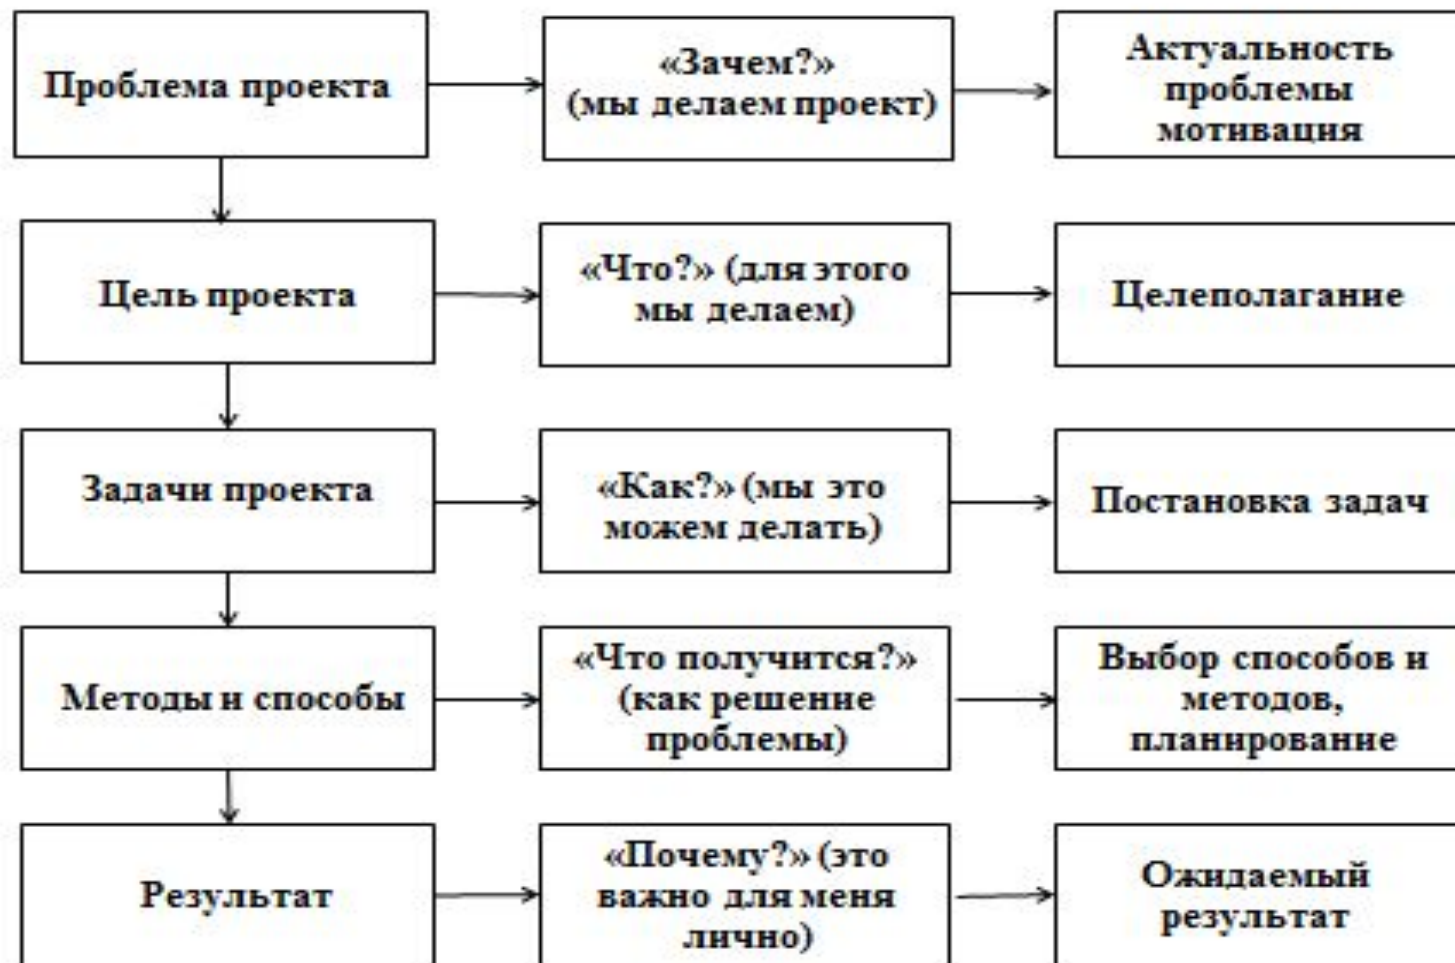 Проблема проекта
«Зачем?»
(мы делаем проект)
Актуальность
проблемы
мотивация
Цель проекта
«Что?» (для этого
мы делаем)
Целеполагание
Задачи проекта
«Как?» (мы это
можем делать)
Постановка задач
Методы и способы
«Что получится?»
(как решение
проблемы)
Выбор способов и
методов,
планирование
Результат
«Почему?» (это
важно для меня
лично)
Ожидаемый
результат